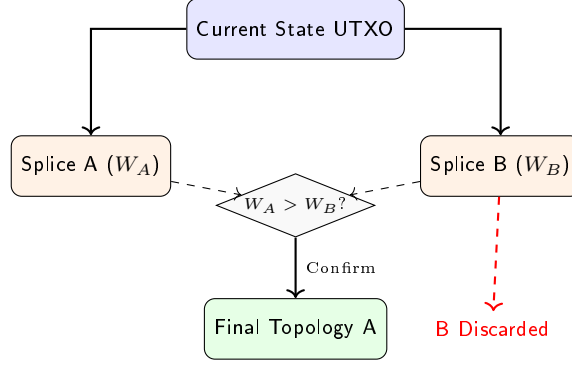 Current State UTXO
Splice A (W_A)
Splice B (W_B)
W_A > W_B?
Confirm
Final Topology A
B Discarded